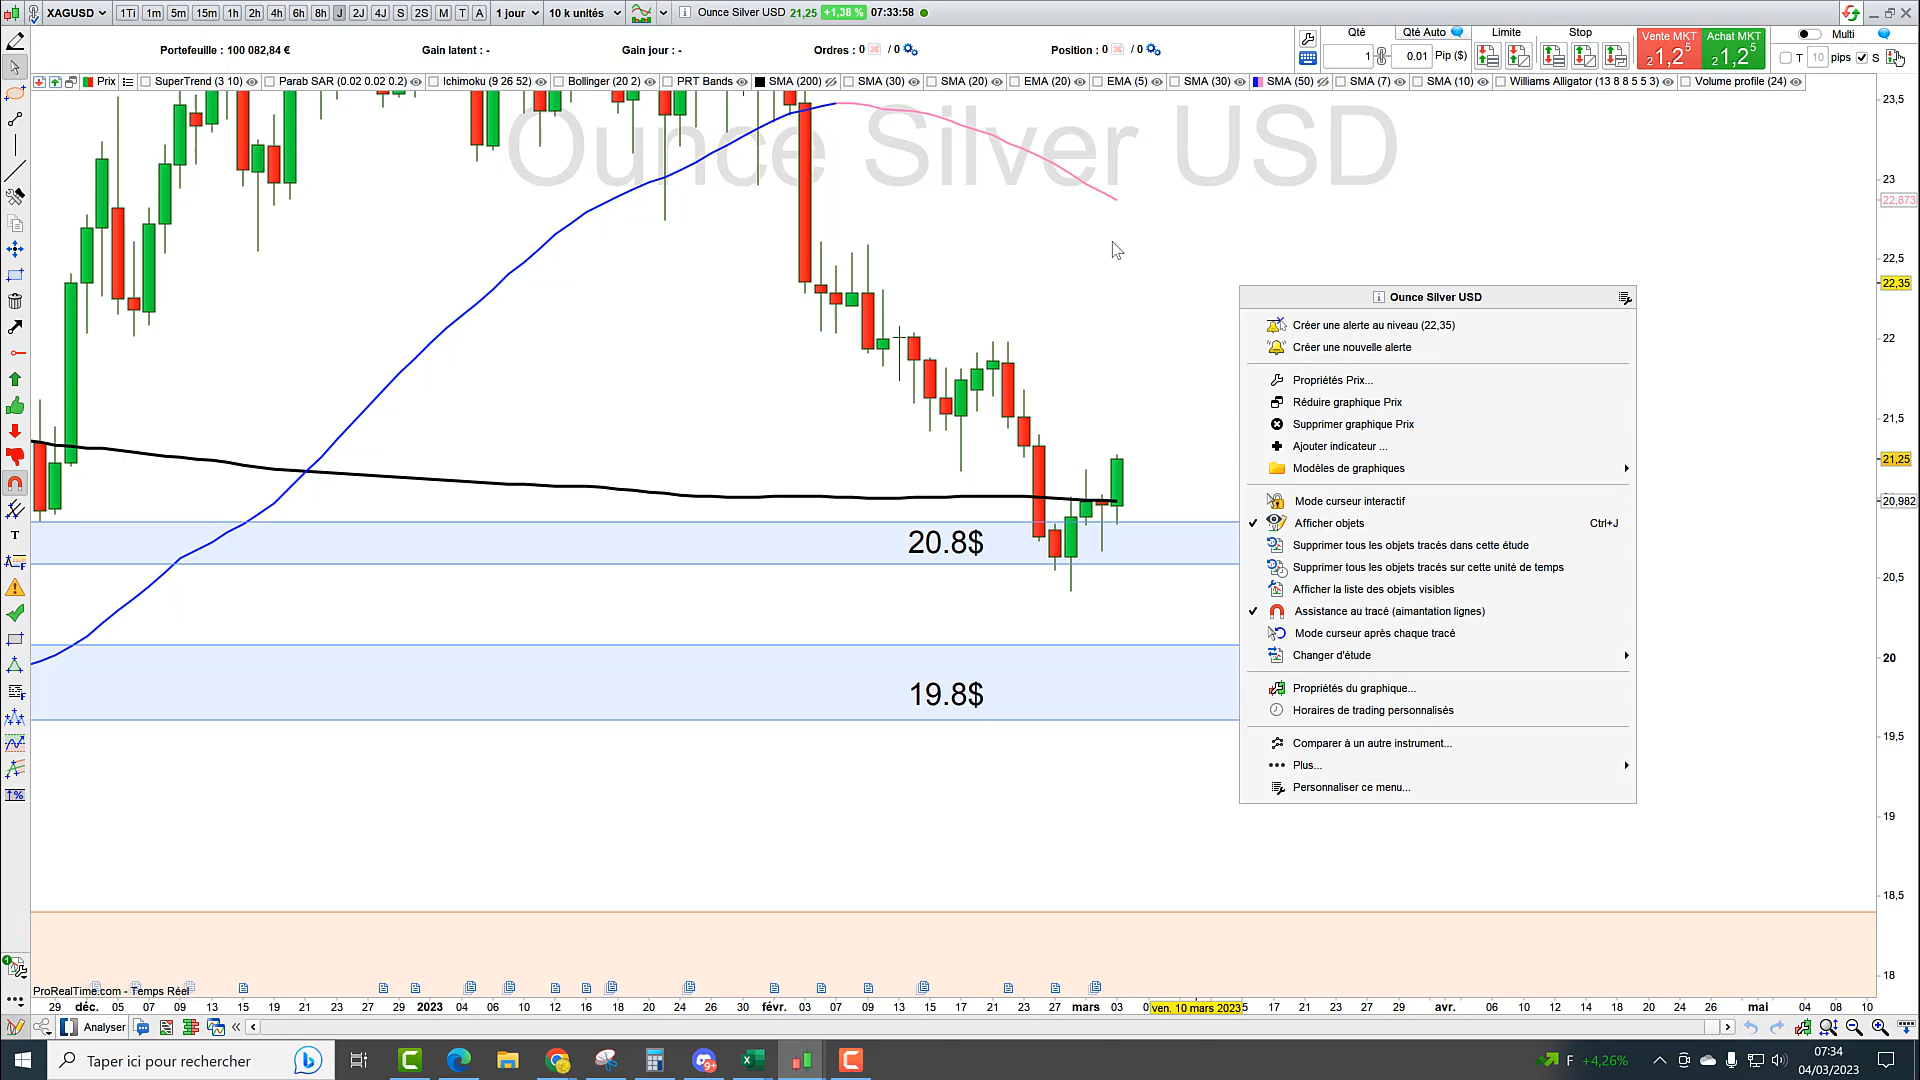 XAGUSD 1Ti 1m 5m 15m 1h 2h 4h 6h 8h J 2J 4J S 2S M T A 1 jour 10 k unités Ounce Silver USD 21,25 +1,38 % 07:33:58
Portefeuille : 100 082,84 € Gain latent : - Gain jour : - Ordres : 0 / 0 Position : 0 / 0
Qté Qté Auto Limite Stop Vente MKT Achat MKT Multi
1 0.01 Pip ($) 2 1,2 5 2 1,2 5 T 10 pips S
Prix SuperTrend (3 10) Parab SAR (0.02 0.02 0.2) Ichimoku (9 26 52) Bollinger (20 2) PRT Bands SMA (200) SMA (30) SMA (20) EMA (20) EMA (5) SMA (30) SMA (50) SMA (7) SMA (10) Williams Alligator (13 8 8 5 5 3) Volume profile (24)
Ounce Silver USD
23,5
23
22,873
22,5
22,35
22
21,5
21,25
20,982
20,5
20
19,5
19
18,5
18
20.8$
19.8$
Ounce Silver USD
Créer une alerte au niveau (22,35)
Créer une nouvelle alerte
Propriétés Prix...
Réduire graphique Prix
Supprimer graphique Prix
Ajouter indicateur ...
Modèles de graphiques
Mode curseur interactif
Afficher objets Ctrl+J
Supprimer tous les objets tracés dans cette étude
Supprimer tous les objets tracés sur cette unité de temps
Afficher la liste des objets visibles
Assistance au tracé (aimantation lignes)
Mode curseur après chaque tracé
Changer d'étude
Propriétés du graphique...
Horaires de trading personnalisés
Comparer à un autre instrument...
Plus...
Personnaliser ce menu...
ProRealTime.com - Temps Réel
29 déc. 05 07 09 13 15 19 21 23 28 30 2023 04 06 10 12 16 18 20 24 26 30 févr. 03 07 09 13 15 17 21 23 27 mars 03 ven. 10 mars 2023 17 21 23 27 29 avr. 05 06 10 12 14 18 20 24 26 mai 04 08 10
Analyser
Taper ici pour rechercher
F +4,26%
07:34
04/03/2023